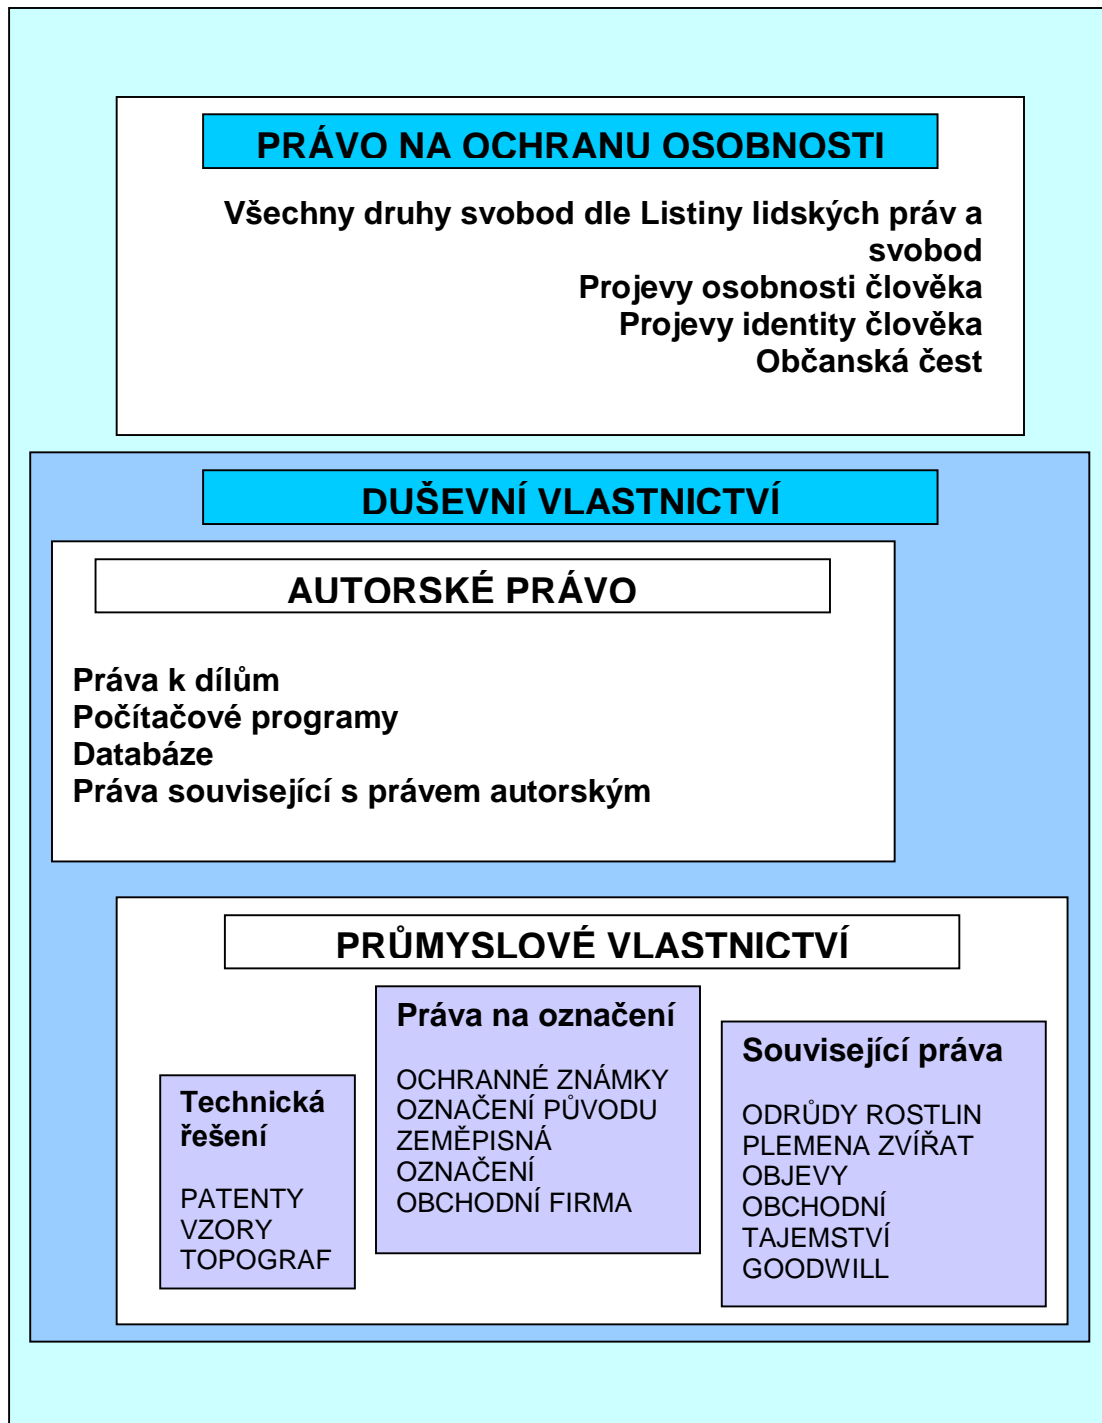 PRÁVO NA OCHRANU OSOBNOSTI
Všechny druhy svobod dle Listiny lidských práv a
svobod
Projevy osobnosti člověka
Projevy identity člověka
Občanská čest
DUŠEVNÍ VLASTNICTVÍ
AUTORSKÉ PRÁVO
Práva k dílům
Počítačové programy
Databáze
Práva související s právem autorským
PRŮMYSLOVÉ VLASTNICTVÍ
Technická
řešení
PATENTY
VZORY
TOPOGRAF
Práva na označení
OCHRANNÉ ZNÁMKY
OZNAČENÍ PŮVODU
ZEMĚPISNÁ
OZNAČENÍ
OBCHODNÍ FIRMA
Související práva
ODRŮDY ROSTLIN
PLEMENA ZVÍŘAT
OBJEVY
OBCHODNÍ
TAJEMSTVÍ
GOODWILL